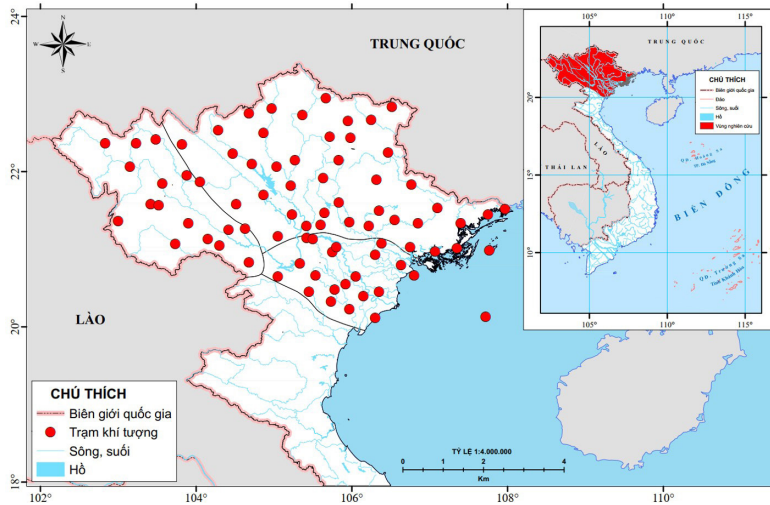 24°
22°
20°
18°
102°
104°
106°
108°
110°
N
W
U
S
TRUNG QUỐC
LÀO
CHÚ THÍCH
Biên giới quốc gia
Trạm khí tượng
Sông, suối
Hồ
TỶ LỆ 1:4.000.000
0 1 2 4
Km
105°
110°
115°
20°
15°
10°
105°
110°
115°
TRUNG QUỐC
LÀO
THÁI LAN
BIỂN ĐÔNG
CHÚ THÍCH
Biên giới quốc gia
Đảo
Sông, suối
Hồ
Vùng nghiên cứu